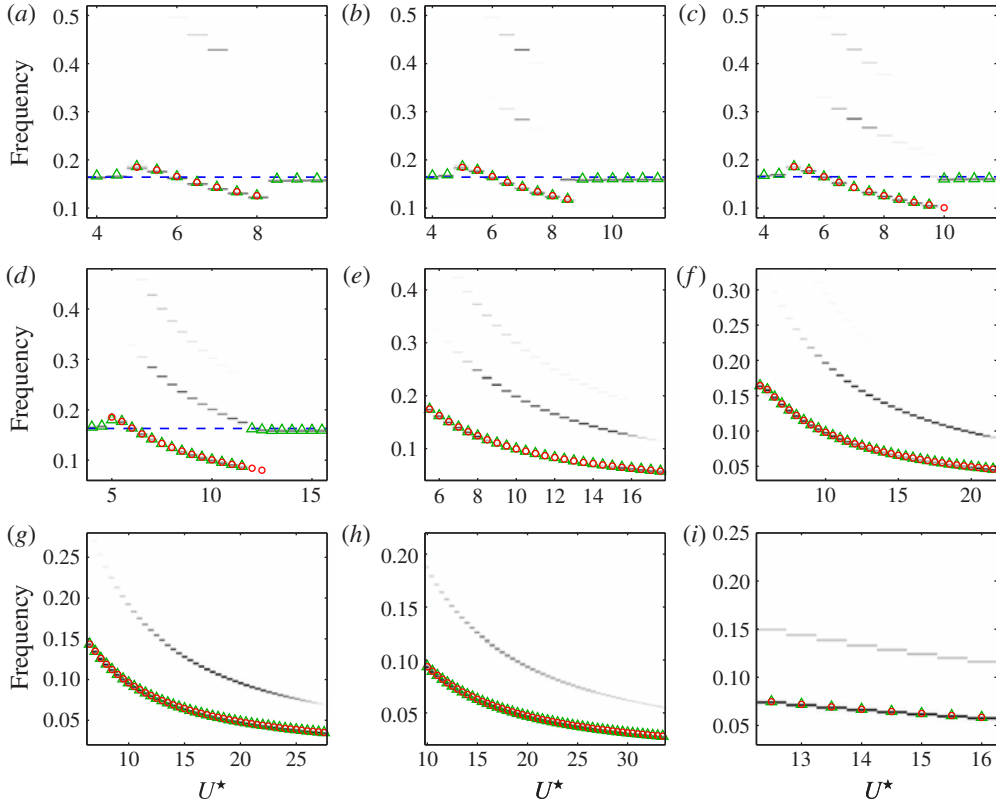 (a) (b) (c)
Frequency
0.5 0.4 0.3 0.2 0.1
4 6 8
0.5 0.4 0.3 0.2 0.1
4 6 8 10
0.5 0.4 0.3 0.2 0.1
4 6 8 10
(d) (e) (f)
Frequency
0.4 0.3 0.2 0.1
5 10 15
0.4 0.3 0.2 0.1
6 8 10 12 14 16
0.30 0.25 0.20 0.15 0.10 0.05
10 15 20
(g) (h) (i)
Frequency
0.25 0.20 0.15 0.10 0.05
10 15 20 25
U★
0.20 0.15 0.10 0.05
10 15 20 25 30
U★
0.25 0.20 0.15 0.10 0.05
13 14 15 16
U★